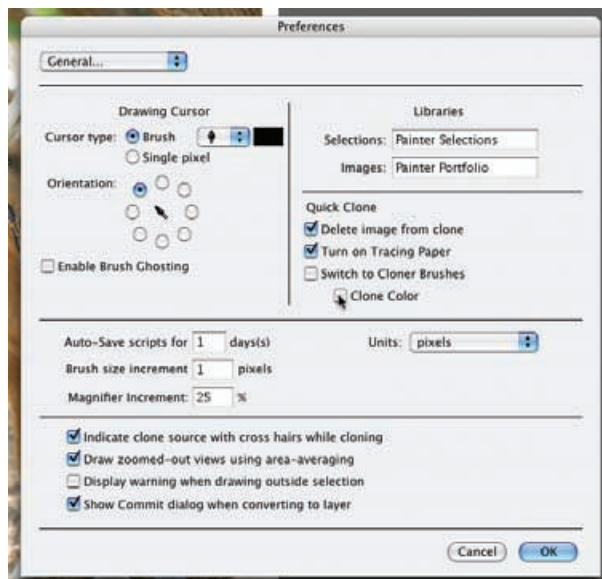 Preferences
General...
Drawing Cursor
Cursor type: Brush
Single pixel
Orientation:
Enable Brush Ghosting
Libraries
Selections: Painter Selections
Images: Painter Portfolio
Quick Clone
Delete image from clone
Turn on Tracing Paper
Switch to Cloner Brushes
Clone Color
Auto-Save scripts for 1 days(s)
Units: pixels
Brush size increment 1 pixels
Magnifier Increment: 25 %
Indicate clone source with cross hairs while cloning
Draw zoomed-out views using area-averaging
Display warning when drawing outside selection
Show Commit dialog when converting to layer
Cancel OK